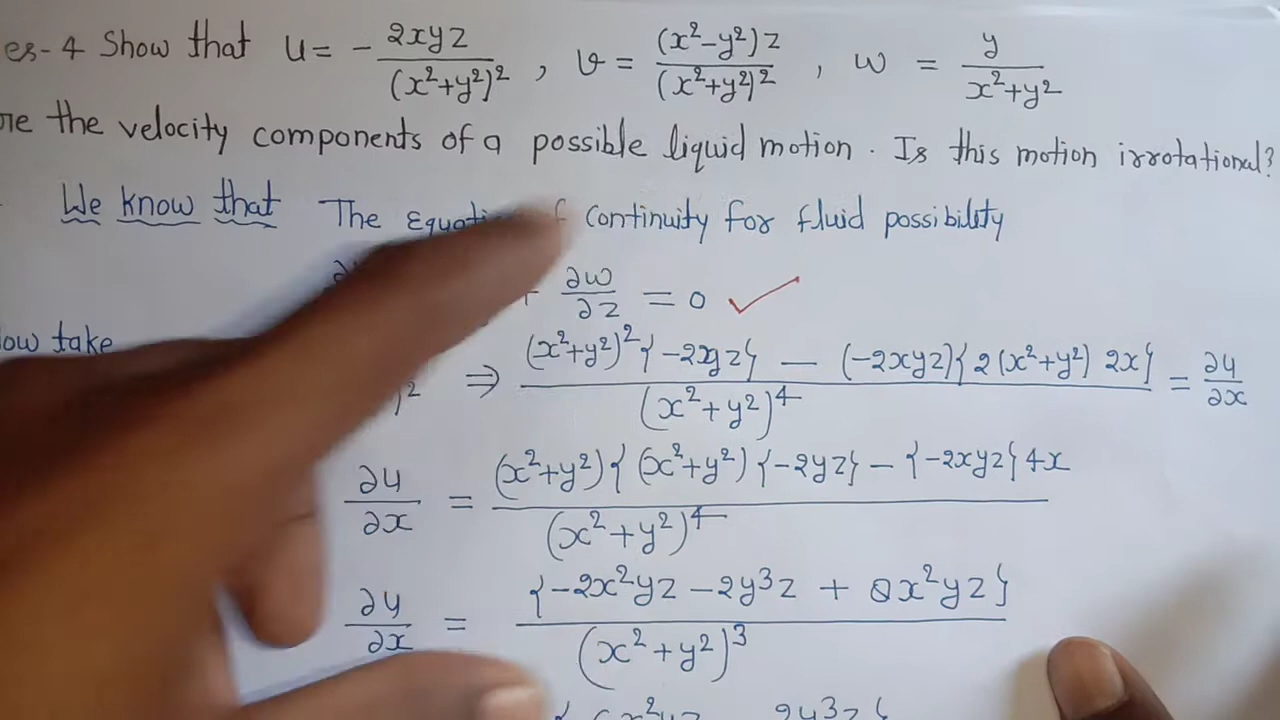 es-4 Show that u = - 2xyz / (x²+y²)² , v = (x²-y²)z / (x²+y²)² , w = y / x²+y²
re the velocity components of a possible liquid motion. Is this motion irrotational?
We know that The of continuity for fluid possibility
∂w/∂z = 0 ✓
ow take
⇒ (x²+y²)²{-2yz} - (-2xyz){2(x²+y²) 2x} / (x²+y²)⁴ = ∂u/∂x
∂u/∂x = (x²+y²){(x²+y²){-2yz} - {-2xyz}4x / (x²+y²)⁴
∂u/∂x = {-2x²yz - 2y³z + 8x²yz} / (x²+y²)³